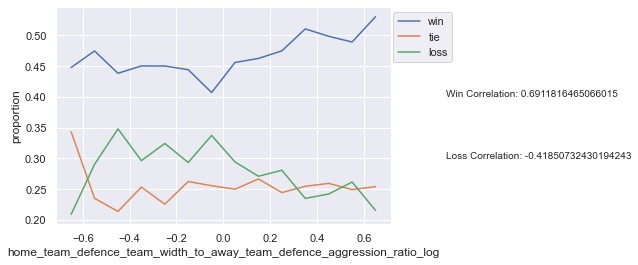 win
tie
loss
0.50
0.45
0.40
0.35
0.30
0.25
0.20
proportion
Win Correlation: 0.6911816465066015
Loss Correlation: -0.41850732430194243
−0.6 −0.4 −0.2 0.0 0.2 0.4 0.6
home_team_defence_team_width_to_away_team_defence_aggression_ratio_log